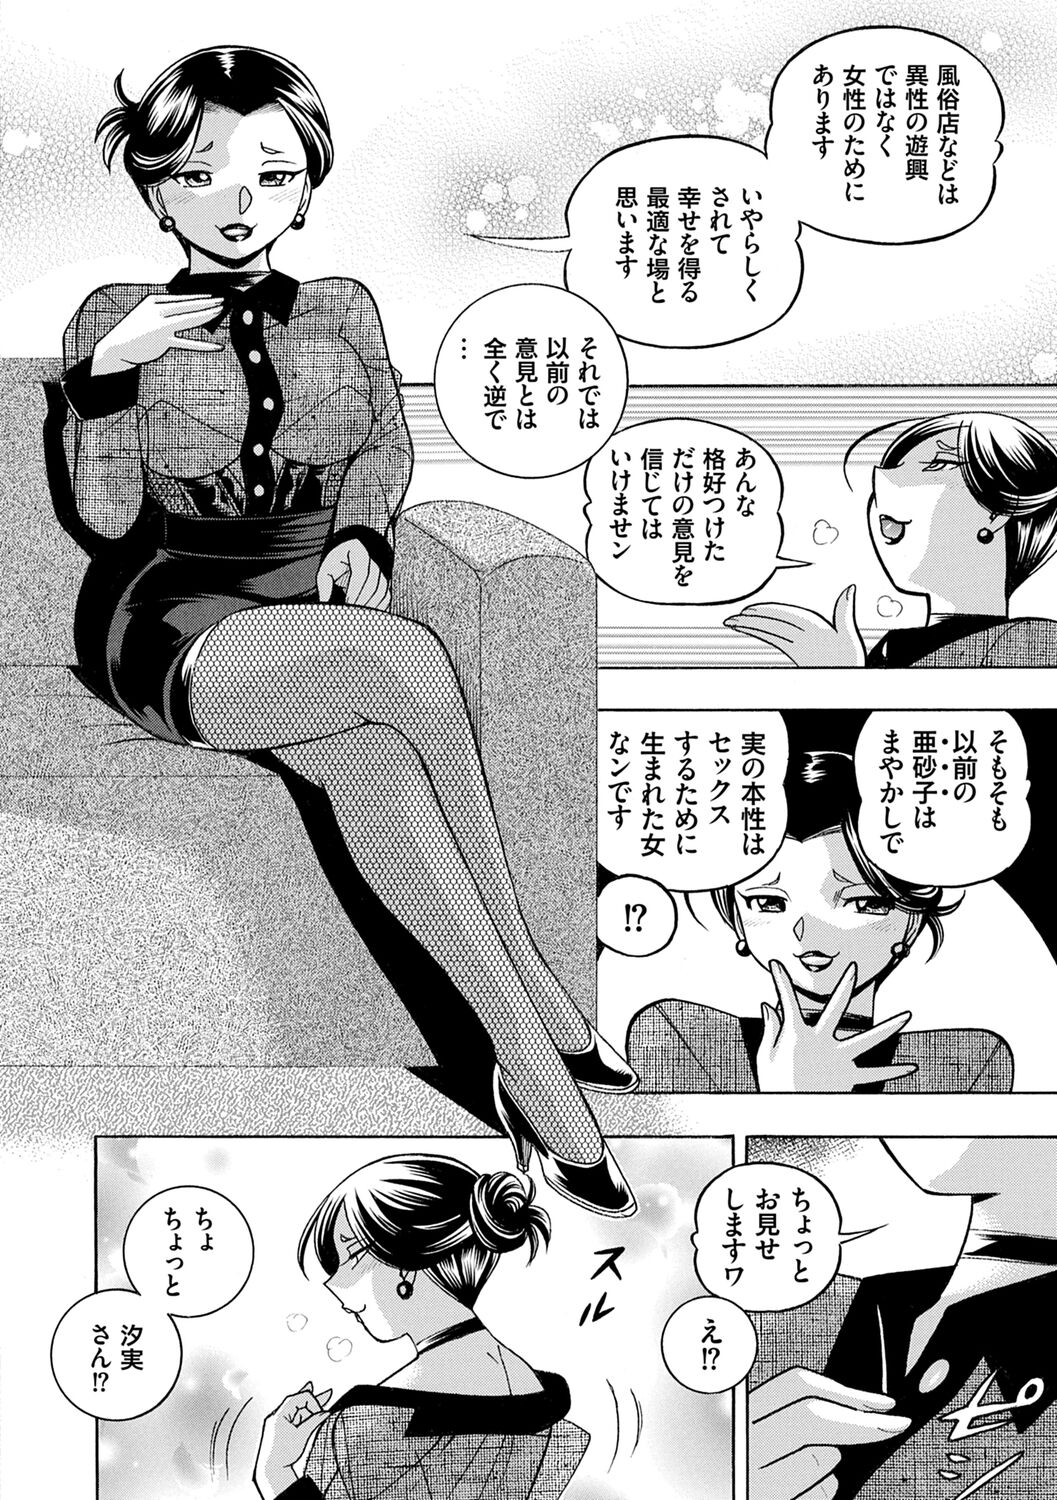 風俗店などは
異性の遊興
ではなく
女性のために
あります
いやらしく
されて
幸せを得る
最適な場と
思います
それでは
以前の
意見とは
全く逆で
…
あんな
格好つけた
だけの意見を
信じては
いけませン
そもそも
以前の
亜砂子は
まやかしで
実の本性は
セックス
するために
生まれた女
なンです
!?
ちょっと
お見せ
しますワ
え!?
ピッ
スル
ちょ
ちょっと
汐実
さん!?